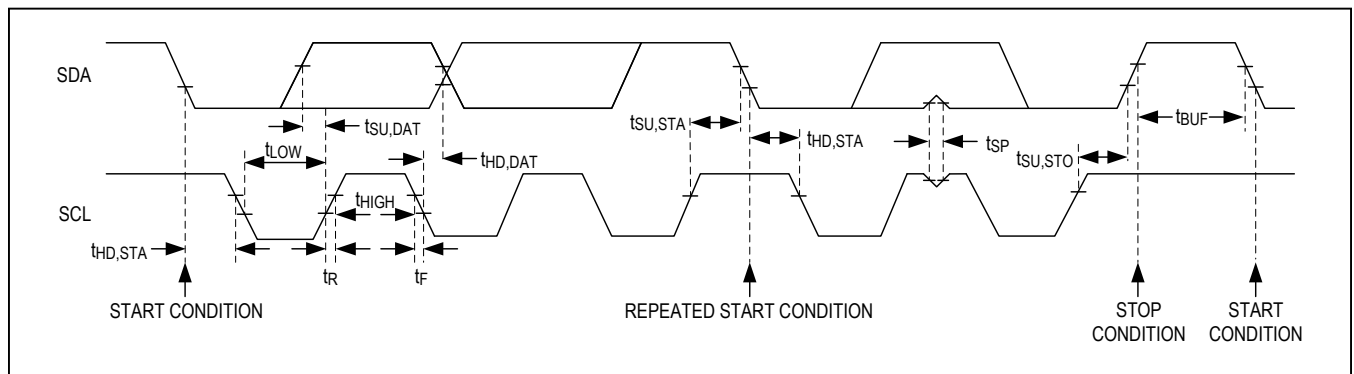 SDA
tSU,DAT
tLOW
tHD,DAT
tSU,STA
tHD,STA
tSP
tSU,STO
tBUF
SCL
tHIGH
tHD,STA
tR
tF
START CONDITION
REPEATED START CONDITION
STOP
CONDITION
START
CONDITION